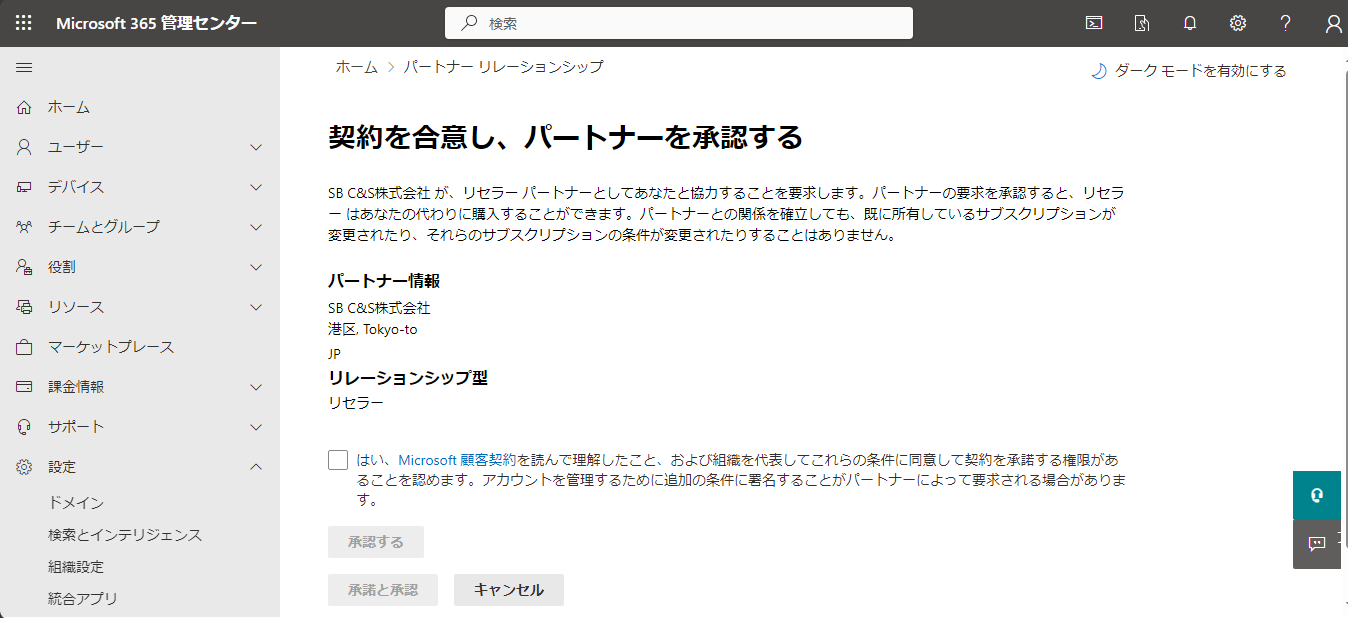 Microsoft 365 管理センター
検索
ホーム > パートナー リレーションシップ
ダーク モードを有効にする
ホーム
ユーザー
デバイス
チームとグループ
役割
リソース
マーケットプレース
課金情報
サポート
設定
ドメイン
検索とインテリジェンス
組織設定
統合アプリ
契約を合意し、パートナーを承認する
SB C&S株式会社 が、リセラー パートナーとしてあなたと協力することを要求します。パートナーの要求を承認すると、リセラ
ー はあなたの代わりに購入することができます。パートナーとの関係を確立しても、既に所有しているサブスクリプションが
変更されたり、それらのサブスクリプションの条件が変更されたりすることはありません。
パートナー情報
SB C&S株式会社
港区, Tokyo-to
JP
リレーションシップ型
リセラー
はい、Microsoft 顧客契約を読んで理解したこと、および組織を代表してこれらの条件に同意して契約を承諾する権限があ
ることを認めます。アカウントを管理するために追加の条件に署名することがパートナーによって要求される場合がありま
す。
承認する
承諾と承認
キャンセル